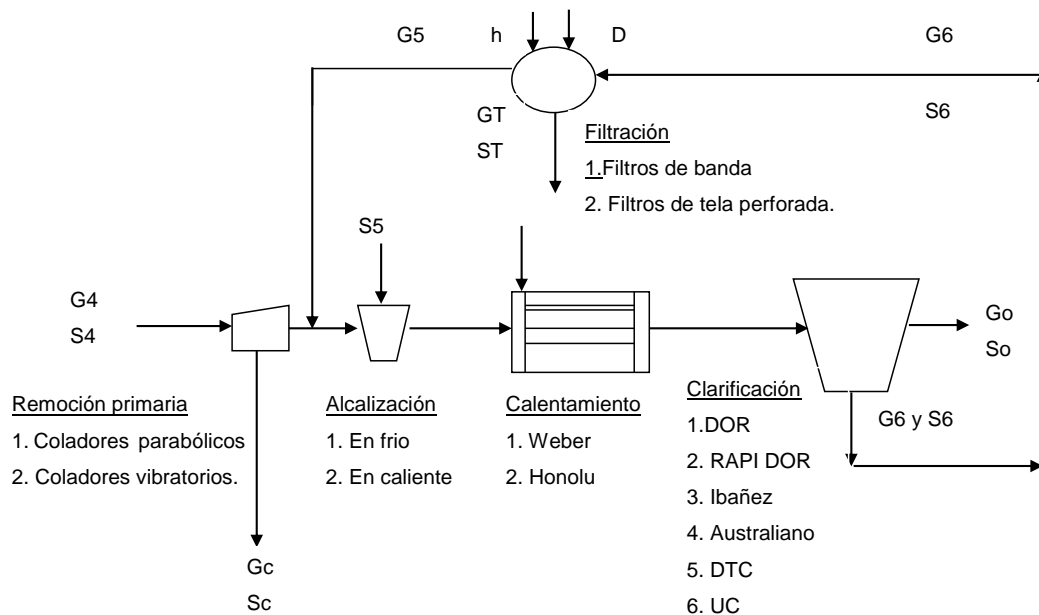 G5
h
D
G6
GT
ST
S6
Filtración
1.Filtros de banda
2. Filtros de tela perforada.
S5
G4
S4
Go
So
Remoción primaria
1. Coladores parabólicos
2. Coladores vibratorios.
Alcalización
1. En frio
2. En caliente
Calentamiento
1. Weber
2. Honolu
Clarificación
1.DOR
2. RAPI DOR
3. Ibañez
4. Australiano
5. DTC
6. UC
G6 y S6
Gc
Sc